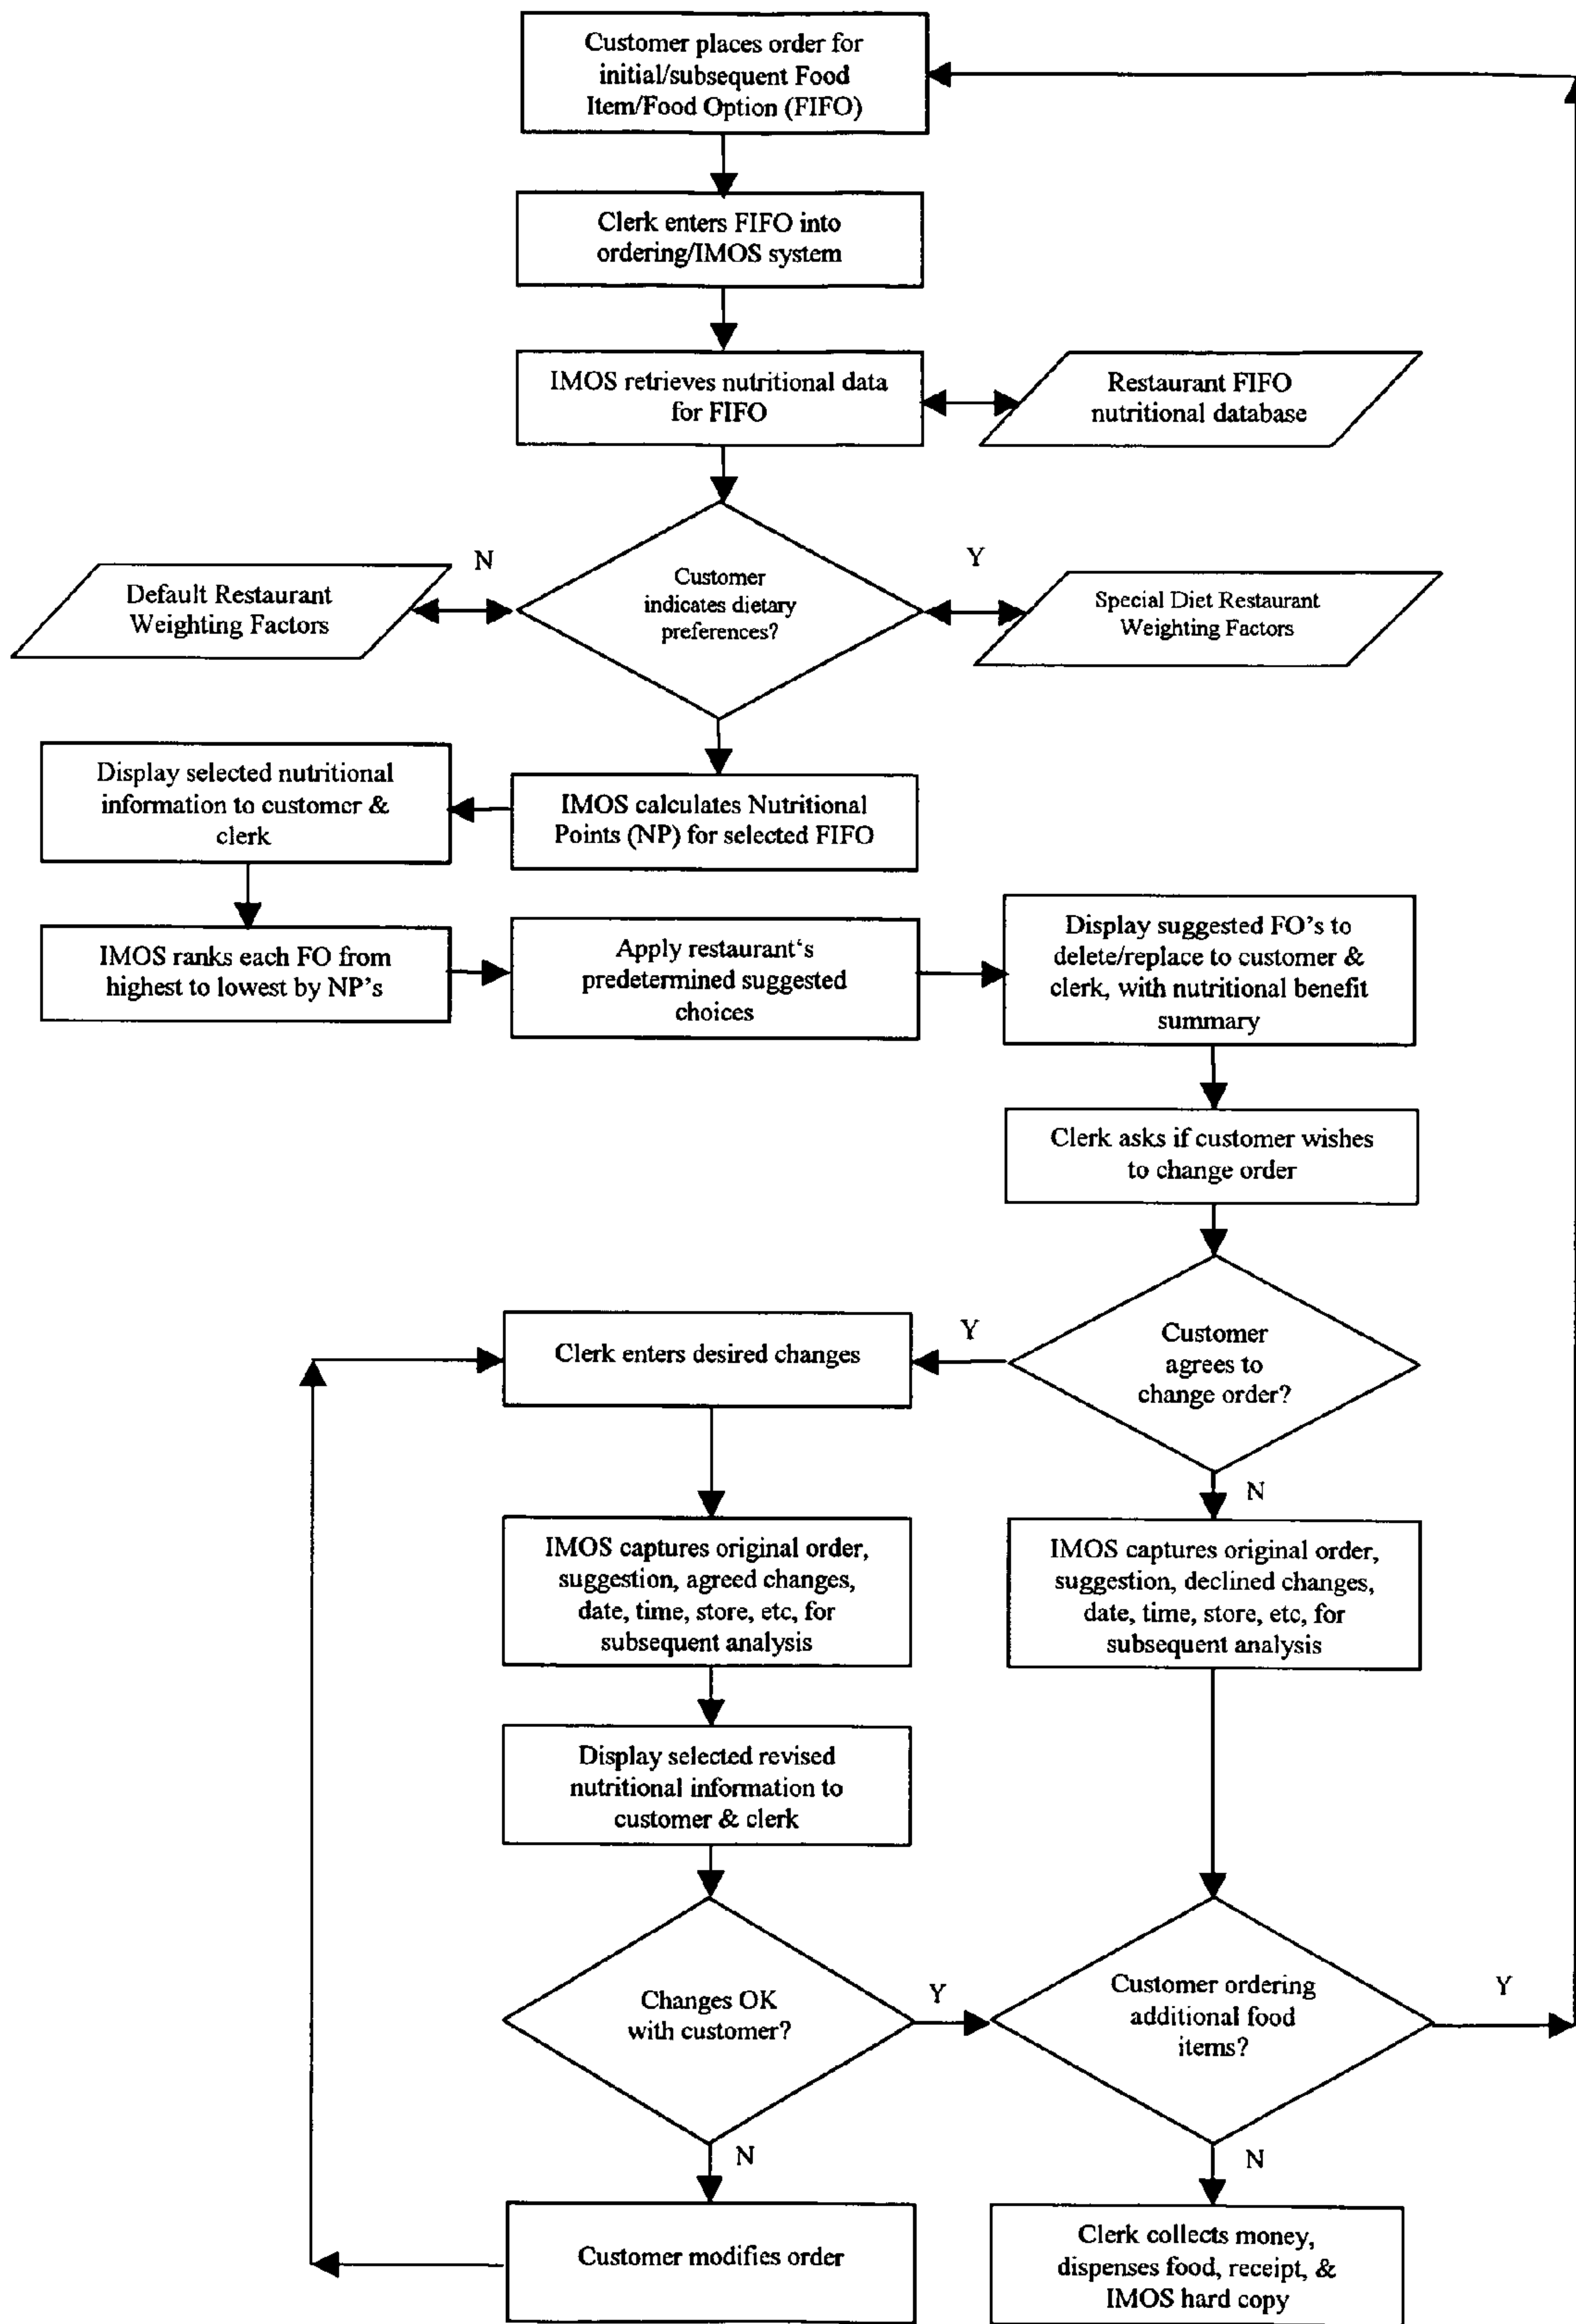 Customer places order for
initial/subsequent Food
Item/Food Option (FIFO)
Clerk enters FIFO into
ordering/IMOS system
IMOS retrieves nutritional data
for FIFO
Restaurant FIFO
nutritional database
N
Y
Customer
indicates dietary
preferences?
Default Restaurant
Weighting Factors
Special Diet Restaurant
Weighting Factors
Display selected nutritional
information to customer &
clerk
IMOS calculates Nutritional
Points (NP) for selected FIFO
IMOS ranks each FO from
highest to lowest by NP's
Apply restaurant's
predetermined suggested
choices
Display suggested FO's to
delete/replace to customer &
clerk, with nutritional benefit
summary
Clerk asks if customer wishes
to change order
Clerk enters desired changes
Y
Customer
agrees to
change order?
N
IMOS captures original order,
suggestion, agreed changes,
date, time, store, etc, for
subsequent analysis
IMOS captures original order,
suggestion, declined changes,
date, time, store, etc, for
subsequent analysis
Display selected revised
nutritional information to
customer & clerk
Changes OK
with customer?
Y
Customer ordering
additional food
items?
Y
N
N
Customer modifies order
Clerk collects money,
dispenses food, receipt, &
IMOS hard copy